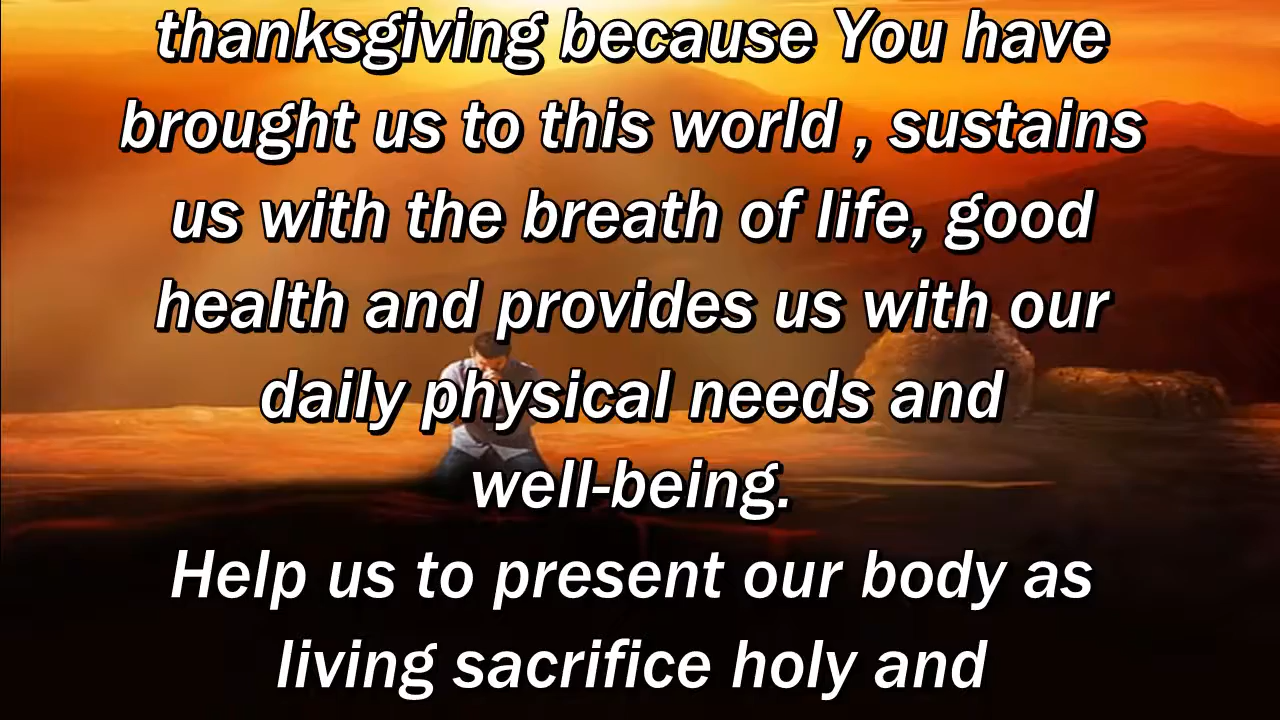 thanksgiving because You have
brought us to this world , sustains
us with the breath of life, good
health and provides us with our
daily physical needs and
well-being.
Help us to present our body as
living sacrifice holy and